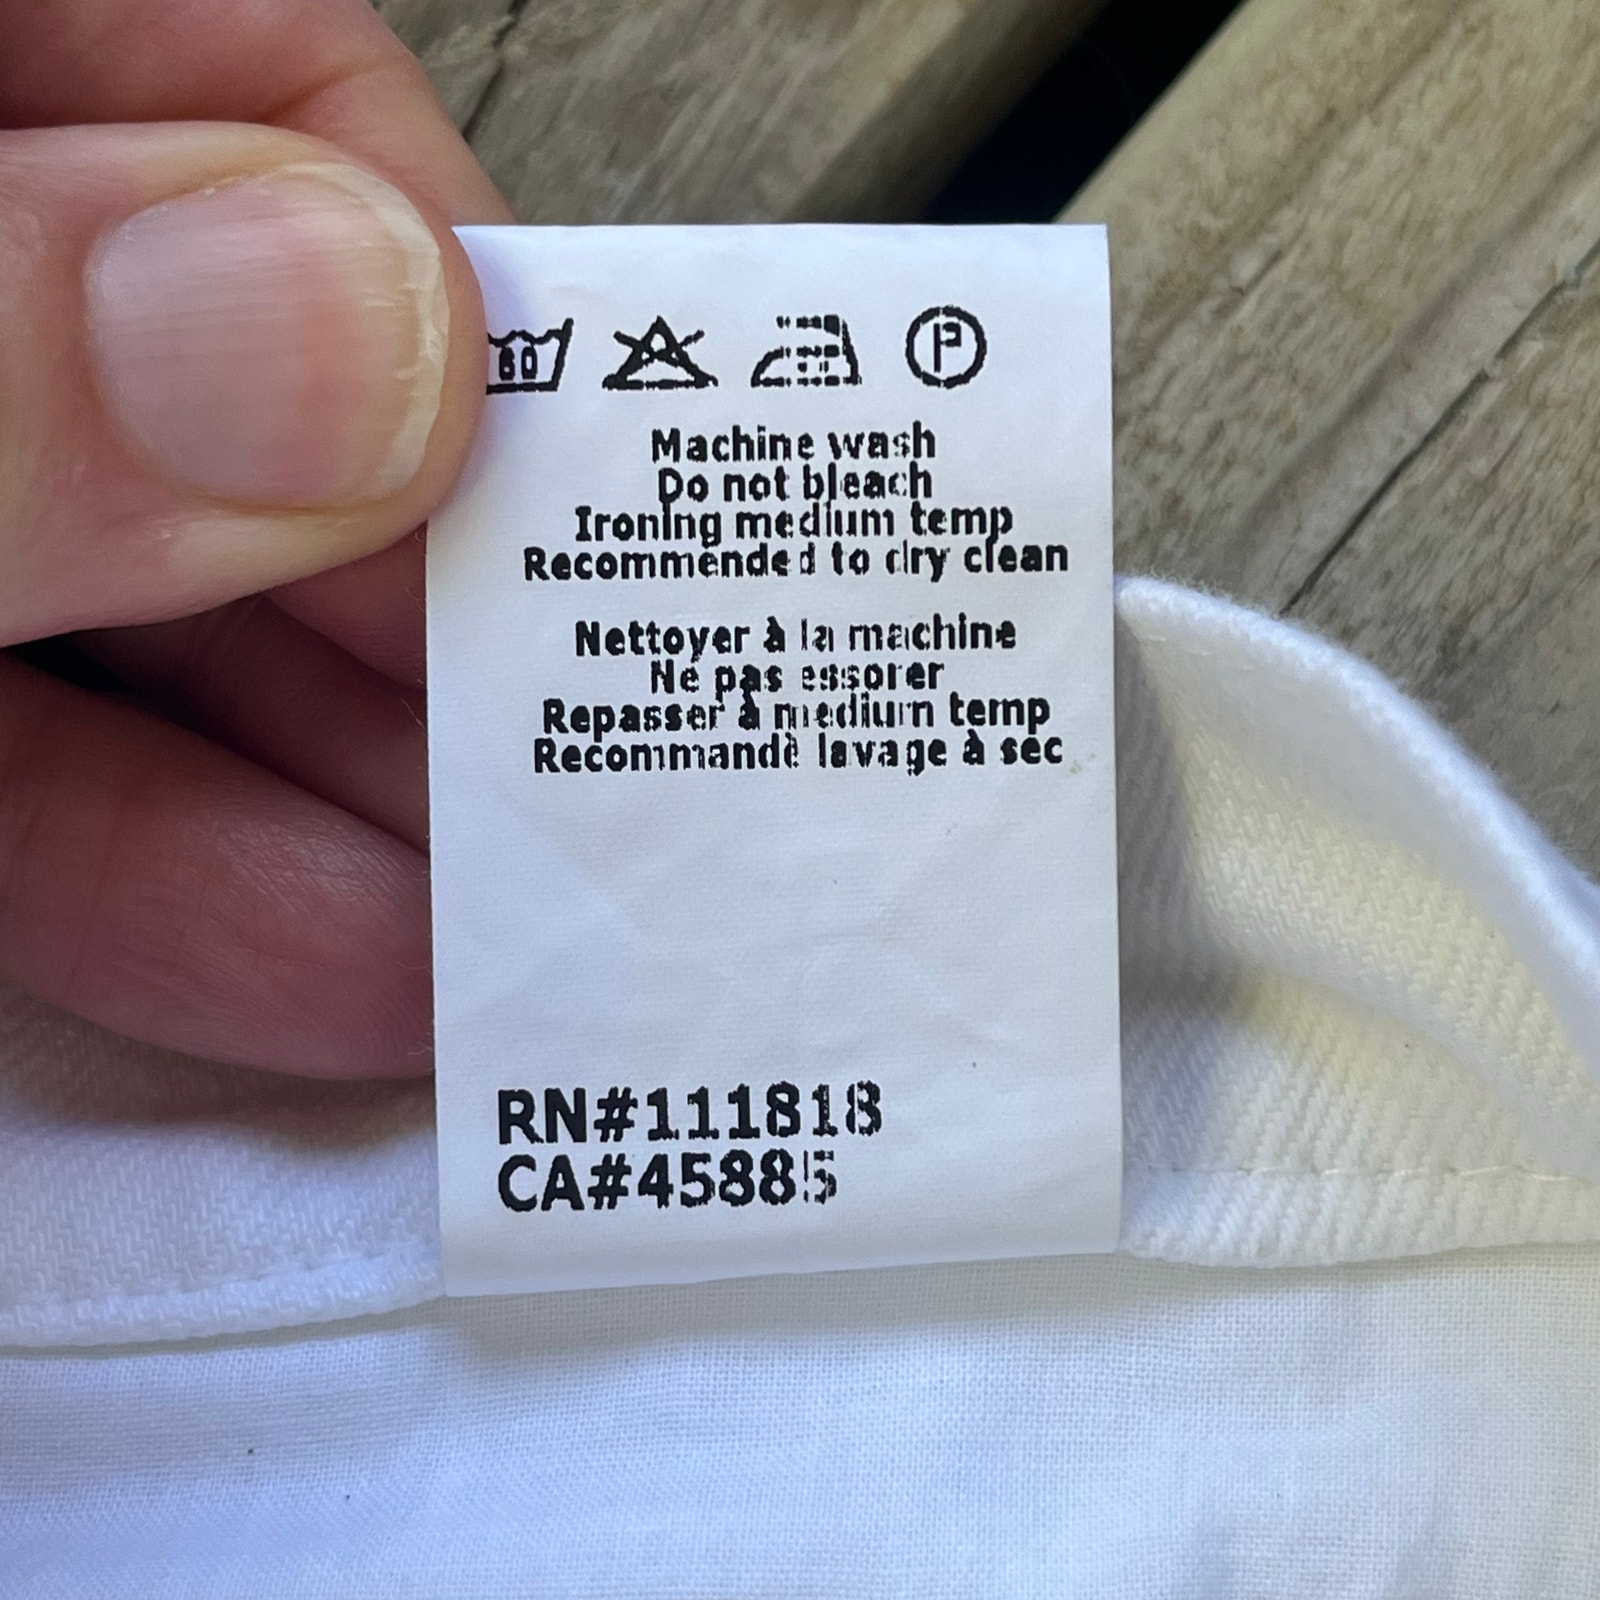 60
P
Machine wash
Do not bleach
Ironing medium temp
Recommended to dry clean
Nettoyer à la machine
Ne pas essorer
Repasser à medium temp
Recommandè lavage à sec
RN#111818
CA#45885